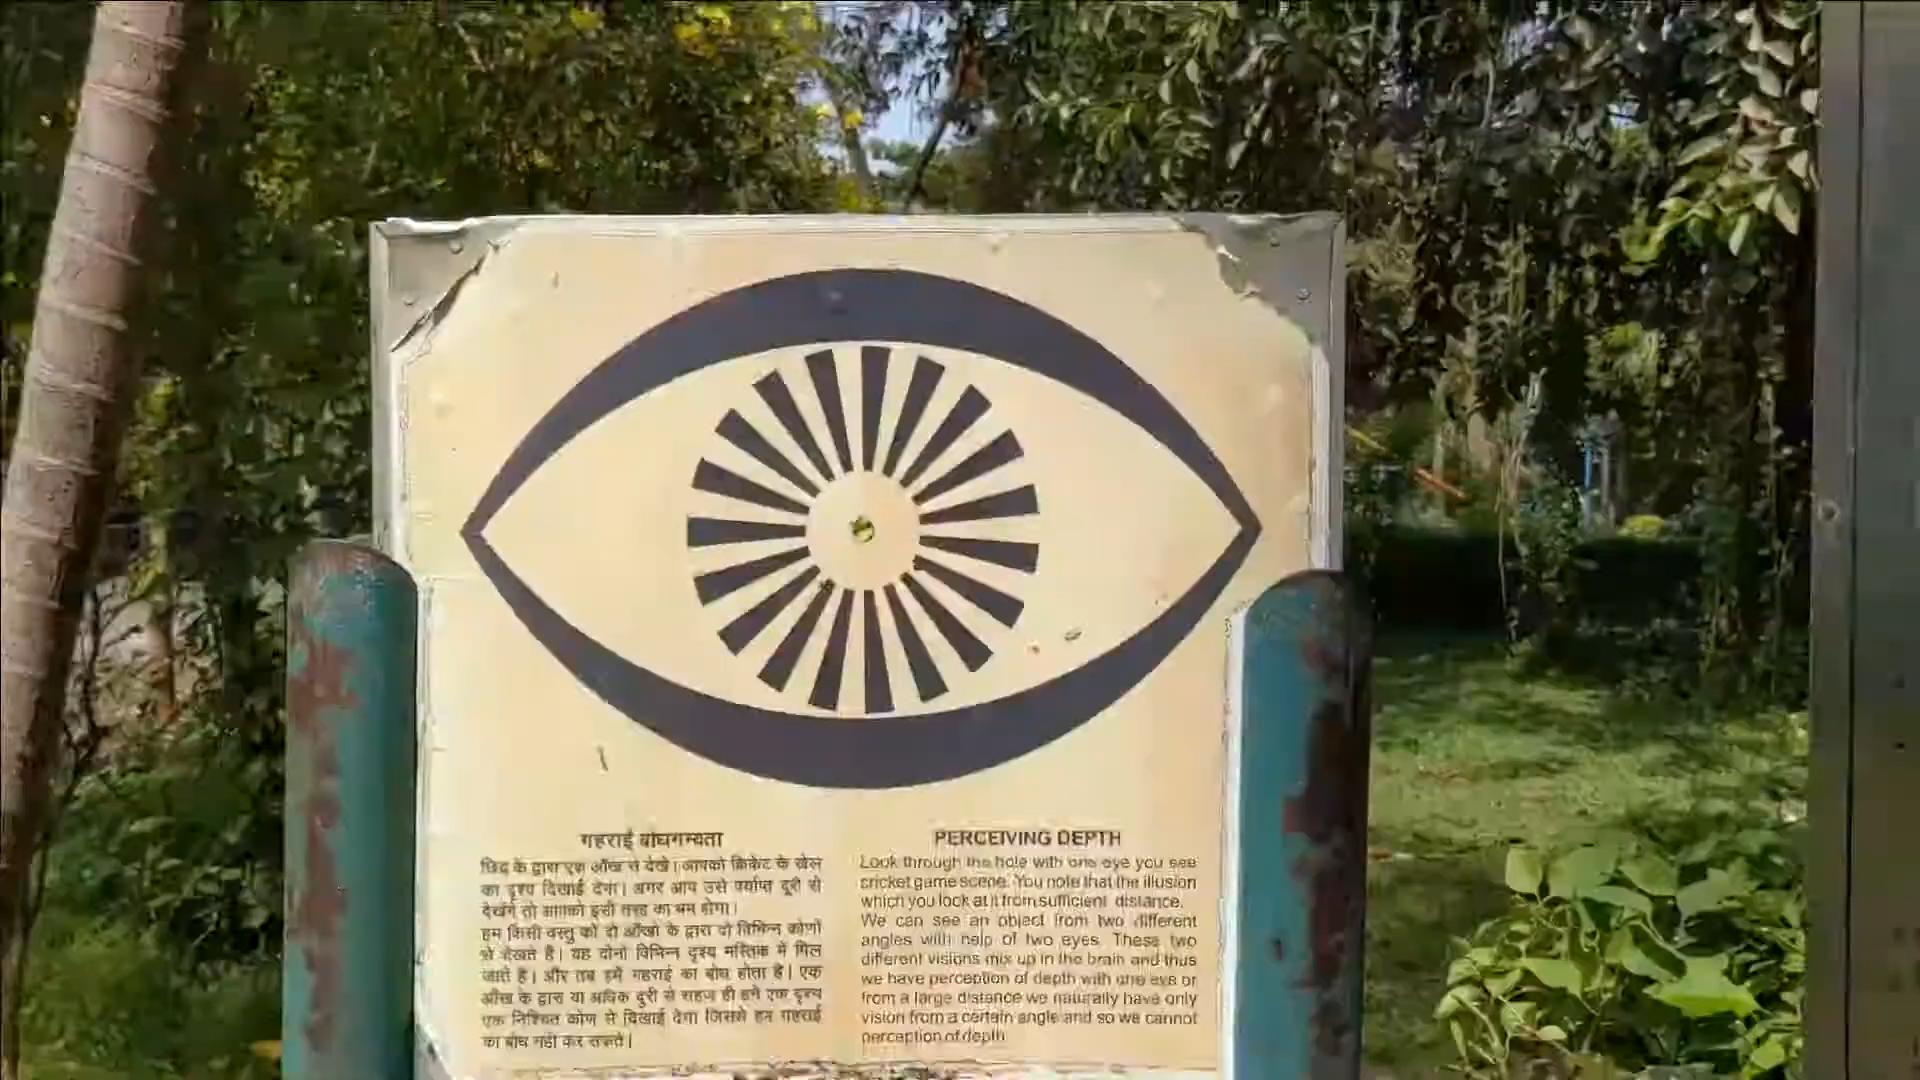 गहराई बोधगम्यता
छिद्र के द्वारा एक आँख से देखे। आपको क्रिकेट के खेल
का दृश्य दिखाई देगा। अगर आप उसे पर्याप्त दूरी से
देखेंगे तो आपको इसी तरह का भ्रम होगा।
हम किसी वस्तु को दो आँखों के द्वारा दो विभिन्न कोणों
से देखते हैं। यह दोनों विभिन्न दृश्य मस्तिक में मिल
जाते हैं। और तब हमें गहराई का बोध होता है। एक
आँख के द्वारा या अधिक दुरी से सहज ही हमें एक दृश्य
एक निश्चित कोण से दिखाई देगा जिससे हम गहराई
का बोध नहीं कर सकते।
PERCEIVING DEPTH
Look through the hole with one eye you see
cricket game scene. You note that the illusion
which you look at it from sufficient distance.
We can see an object from two different
angles with help of two eyes. These two
different visions mix up in the brain and thus
we have perception of depth with one eye or
from a large distance we naturally have only
vision from a certain angle and so we cannot
perception of depth